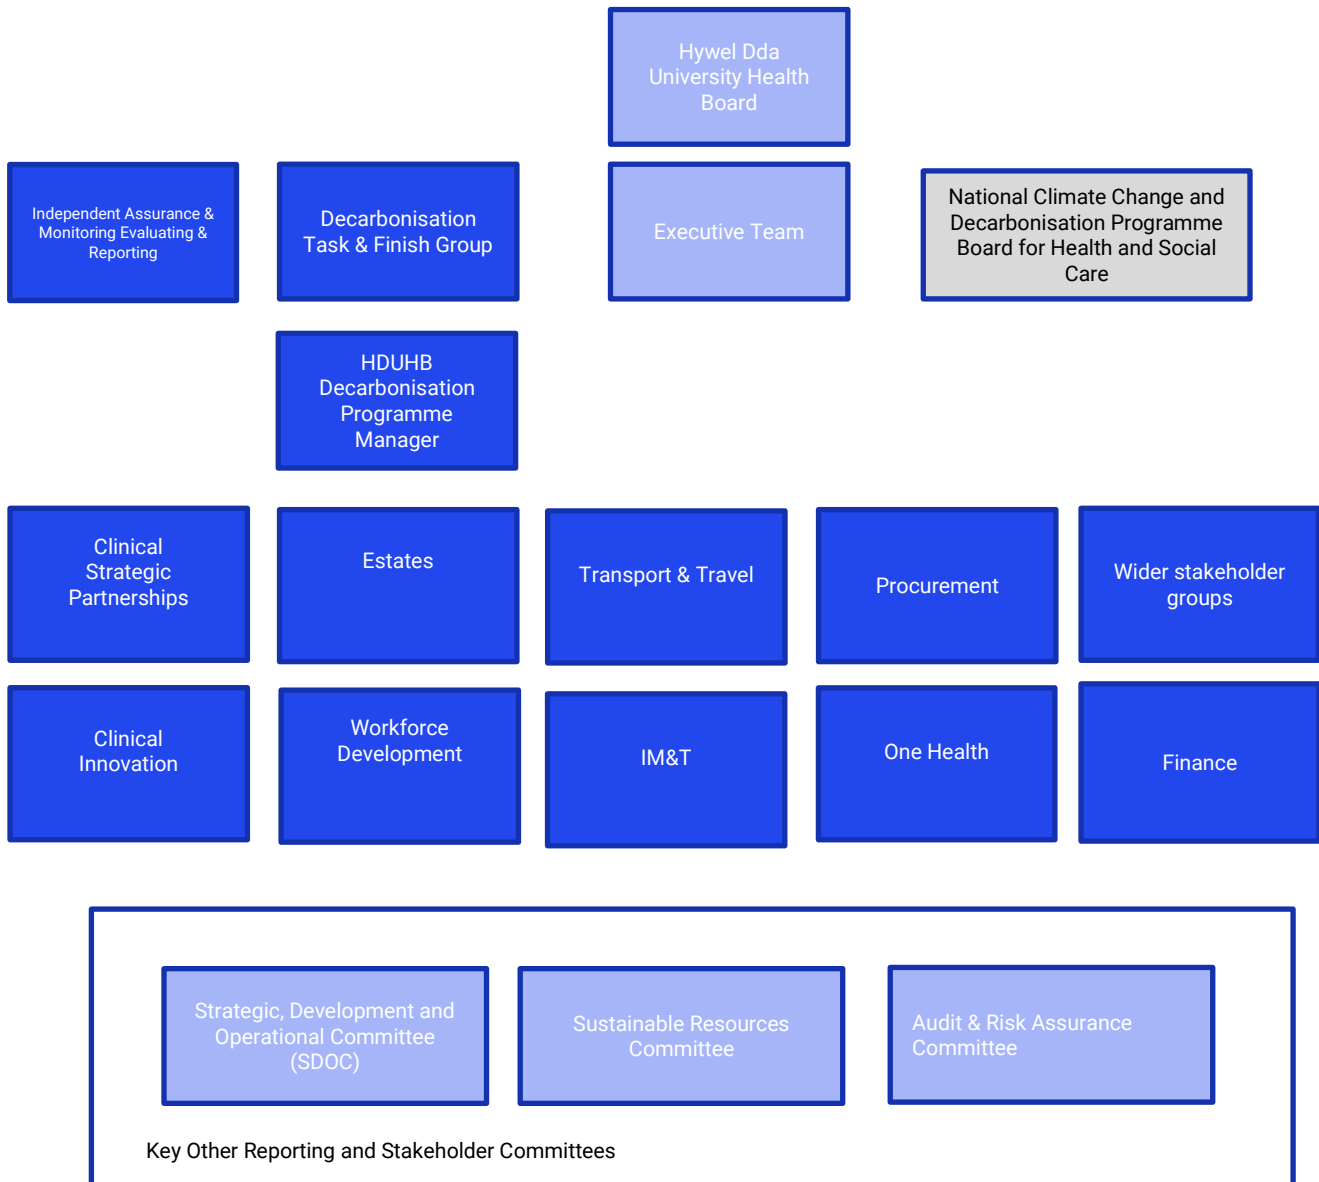 Hywel Dda
University Health
Board
Independent Assurance &
Monitoring Evaluating &
Reporting
Decarbonisation
Task & Finish Group
Executive Team
National Climate Change and
Decarbonisation Programme
Board for Health and Social
Care
HDUHB
Decarbonisation
Programme
Manager
Clinical
Strategic
Partnerships
Estates
Transport & Travel
Procurement
Wider stakeholder
groups
Clinical
Innovation
Workforce
Development
IM&T
One Health
Finance
Strategic, Development and
Operational Committee
(SDOC)
Sustainable Resources
Committee
Audit & Risk Assurance
Committee
Key Other Reporting and Stakeholder Committees